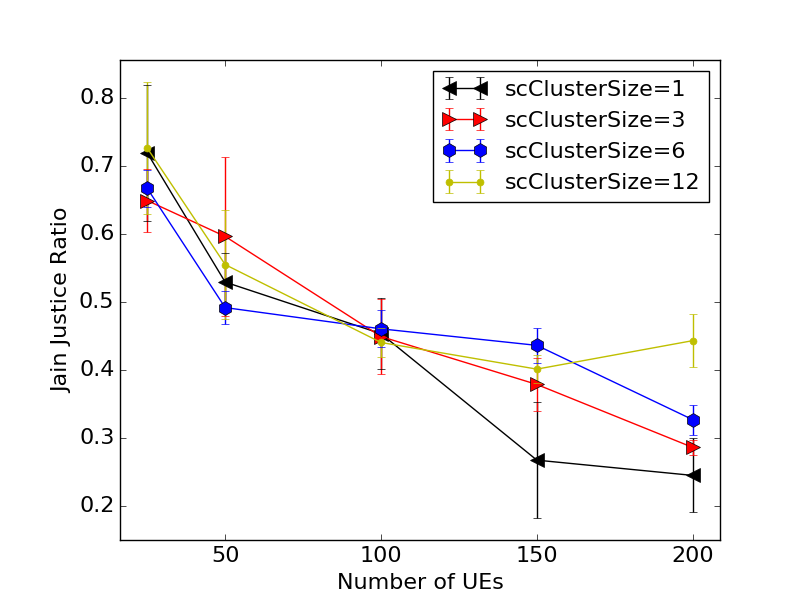 scClusterSize=1
scClusterSize=3
scClusterSize=6
scClusterSize=12
Jain Justice Ratio
0.8
0.7
0.6
0.5
0.4
0.3
0.2
50 100 150 200
Number of UEs